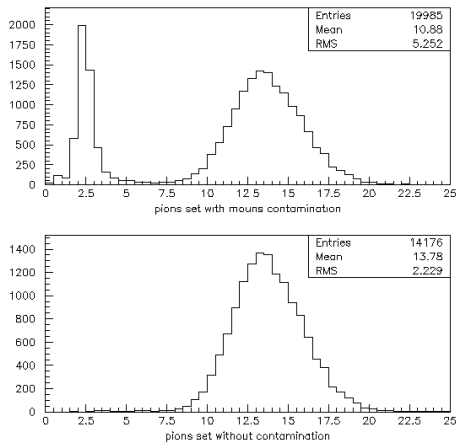 Entries 19985
Mean 10.88
RMS 5.252
2000
1750
1500
1250
1000
750
500
250
0
0 2.5 5 7.5 10 12.5 15 17.5 20 22.5 25
pions set with mouns contamination
Entries 14176
Mean 13.78
RMS 2.229
1400
1200
1000
800
600
400
200
0
0 2.5 5 7.5 10 12.5 15 17.5 20 22.5 25
pions set without contamination